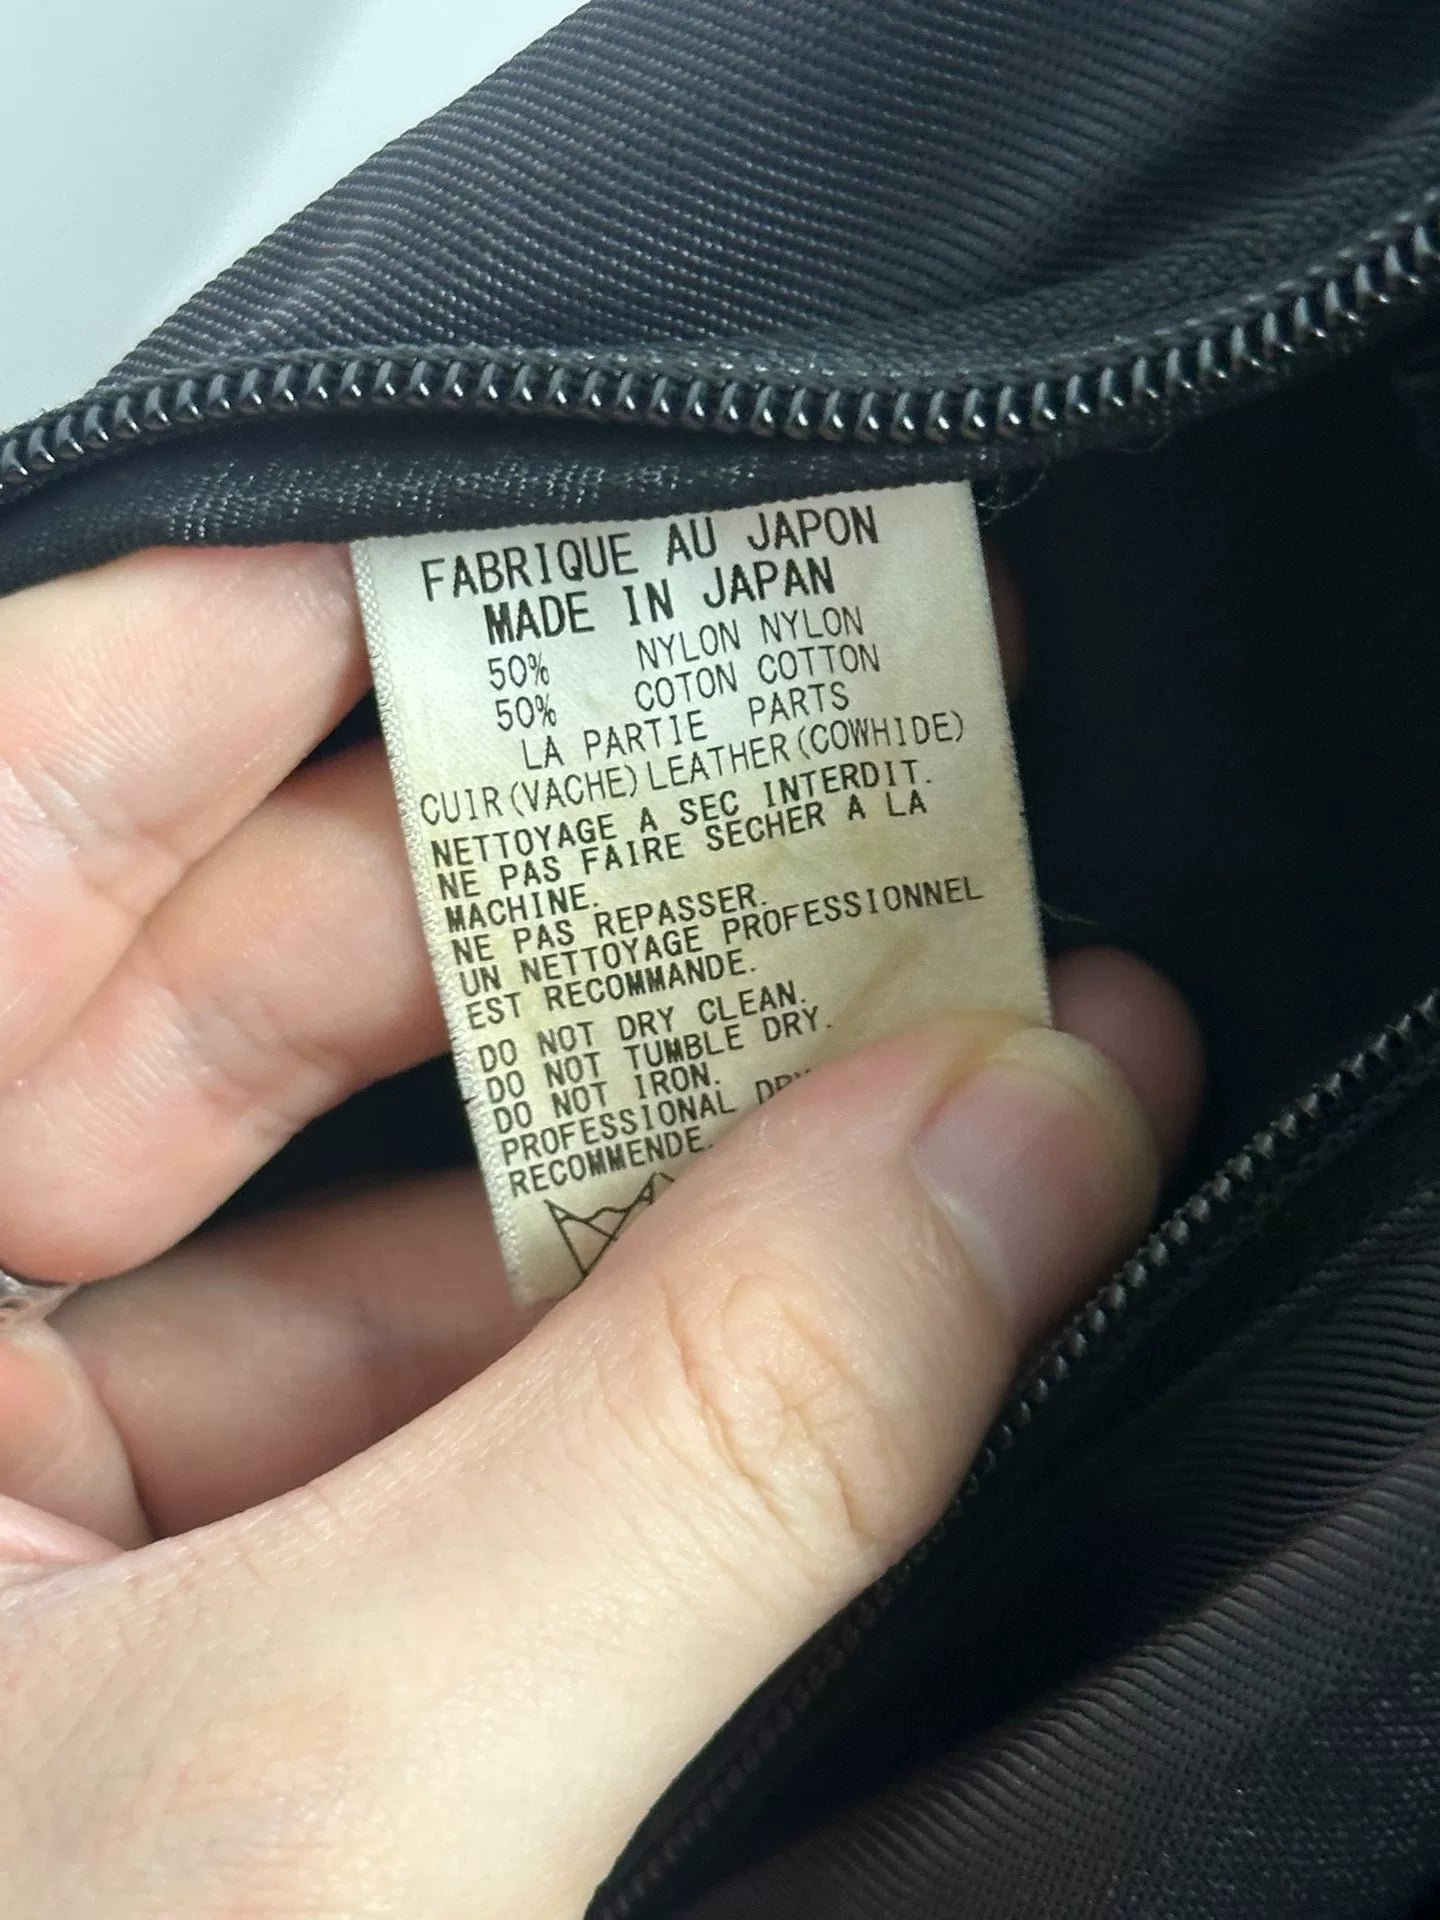 FABRIQUE AU JAPON
MADE IN JAPAN
50% NYLON NYLON
50% COTON COTTON
LA PARTIE PARTS
CUIR(VACHE) LEATHER(COWHIDE)
NETTOYAGE A SEC INTERDIT.
NE PAS FAIRE SECHER A LA
MACHINE.
NE PAS REPASSER.
UN NETTOYAGE PROFESSIONNEL
EST RECOMMANDE.
DO NOT DRY CLEAN.
DO NOT TUMBLE DRY.
DO NOT IRON.
PROFESSIONAL DRY
RECOMMENDE.